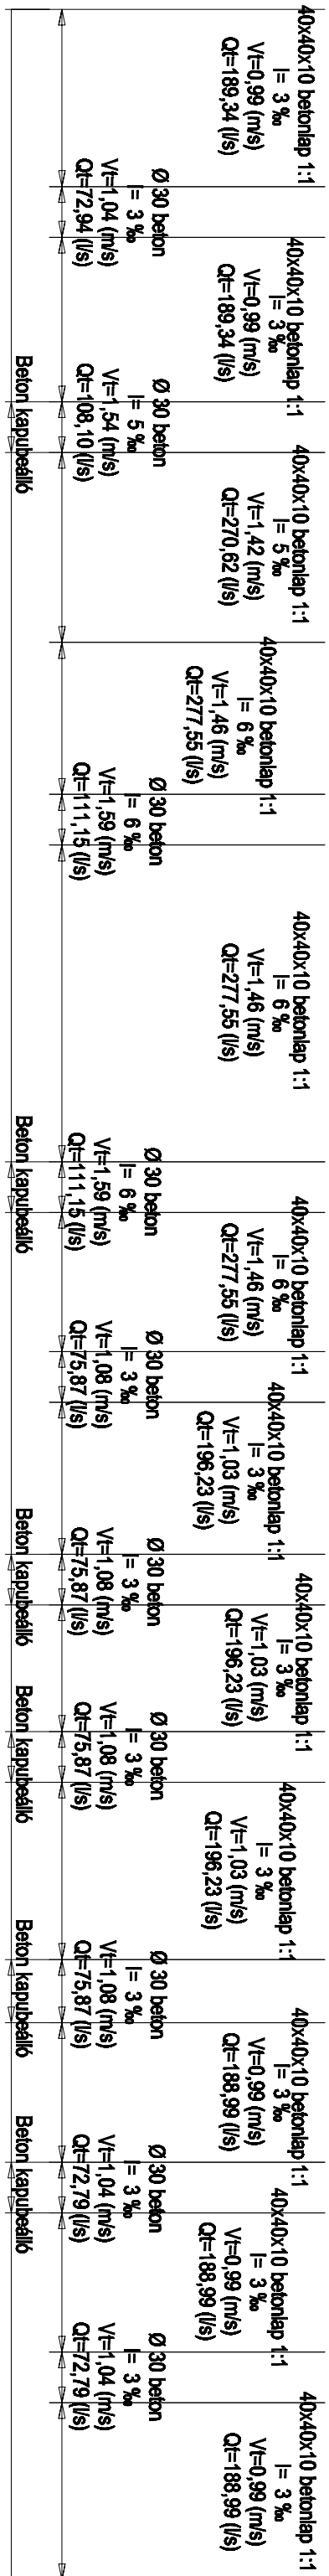 40x40x10 betonlap 1:1
I= 3 ‰
Vt=0,99 (m/s)
Qt=189,34 (l/s)
Ø 30 beton
I= 3 ‰
Vt=1,04 (m/s)
Qt=72,94 (l/s)
40x40x10 betonlap 1:1
I= 3 ‰
Vt=0,99 (m/s)
Qt=189,34 (l/s)
Ø 30 beton
I= 5 ‰
Vt=1,54 (m/s)
Qt=108,10 (l/s)
Beton kapubeálló
40x40x10 betonlap 1:1
I= 5 ‰
Vt=1,42 (m/s)
Qt=270,62 (l/s)
40x40x10 betonlap 1:1
I= 6 ‰
Vt=1,46 (m/s)
Qt=277,55 (l/s)
Ø 30 beton
I= 6 ‰
Vt=1,59 (m/s)
Qt=111,15 (l/s)
40x40x10 betonlap 1:1
I= 6 ‰
Vt=1,46 (m/s)
Qt=277,55 (l/s)
Ø 30 beton
I= 6 ‰
Vt=1,59 (m/s)
Qt=111,15 (l/s)
Beton kapubeálló
40x40x10 betonlap 1:1
I= 6 ‰
Vt=1,46 (m/s)
Qt=277,55 (l/s)
Ø 30 beton
I= 3 ‰
Vt=1,08 (m/s)
Qt=75,87 (l/s)
40x40x10 betonlap 1:1
I= 3 ‰
Vt=1,03 (m/s)
Qt=196,23 (l/s)
Ø 30 beton
I= 3 ‰
Vt=1,08 (m/s)
Qt=75,87 (l/s)
Beton kapubeálló
40x40x10 betonlap 1:1
I= 3 ‰
Vt=1,03 (m/s)
Qt=196,23 (l/s)
Ø 30 beton
I= 3 ‰
Vt=1,08 (m/s)
Qt=75,87 (l/s)
Beton kapubeálló
40x40x10 betonlap 1:1
I= 3 ‰
Vt=1,03 (m/s)
Qt=196,23 (l/s)
Ø 30 beton
I= 3 ‰
Vt=1,08 (m/s)
Qt=75,87 (l/s)
Beton kapubeálló
40x40x10 betonlap 1:1
I= 3 ‰
Vt=0,99 (m/s)
Qt=188,99 (l/s)
Ø 30 beton
I= 3 ‰
Vt=1,04 (m/s)
Qt=72,79 (l/s)
Beton kapubeálló
40x40x10 betonlap 1:1
I= 3 ‰
Vt=0,99 (m/s)
Qt=188,99 (l/s)
Ø 30 beton
I= 3 ‰
Vt=1,04 (m/s)
Qt=72,79 (l/s)
40x40x10 betonlap 1:1
I= 3 ‰
Vt=0,99 (m/s)
Qt=188,99 (l/s)